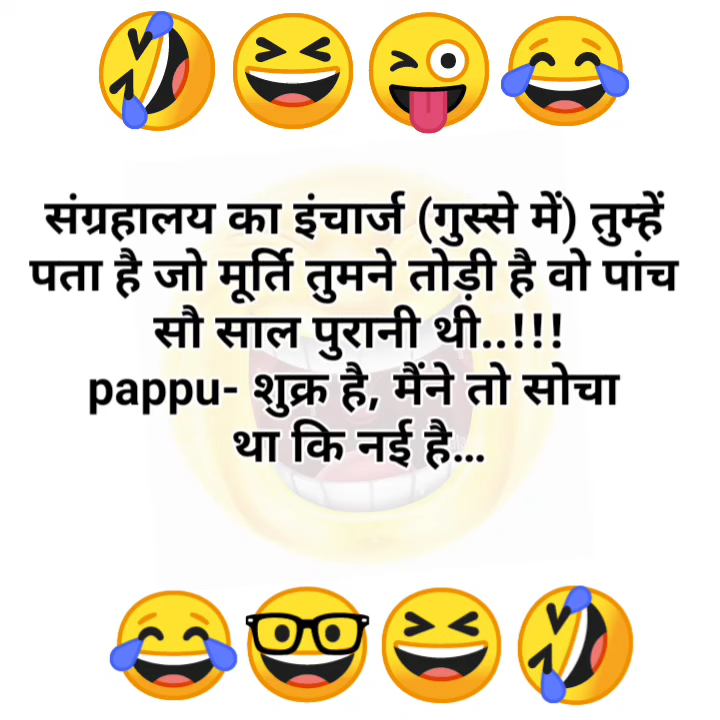 संग्रहालय का इंचार्ज (गुस्से में) तुम्हें
पता है जो मूर्ति तुमने तोड़ी है वो पांच
सौ साल पुरानी थी..!!!
pappu- शुक्र है, मैंने तो सोचा
था कि नई है...